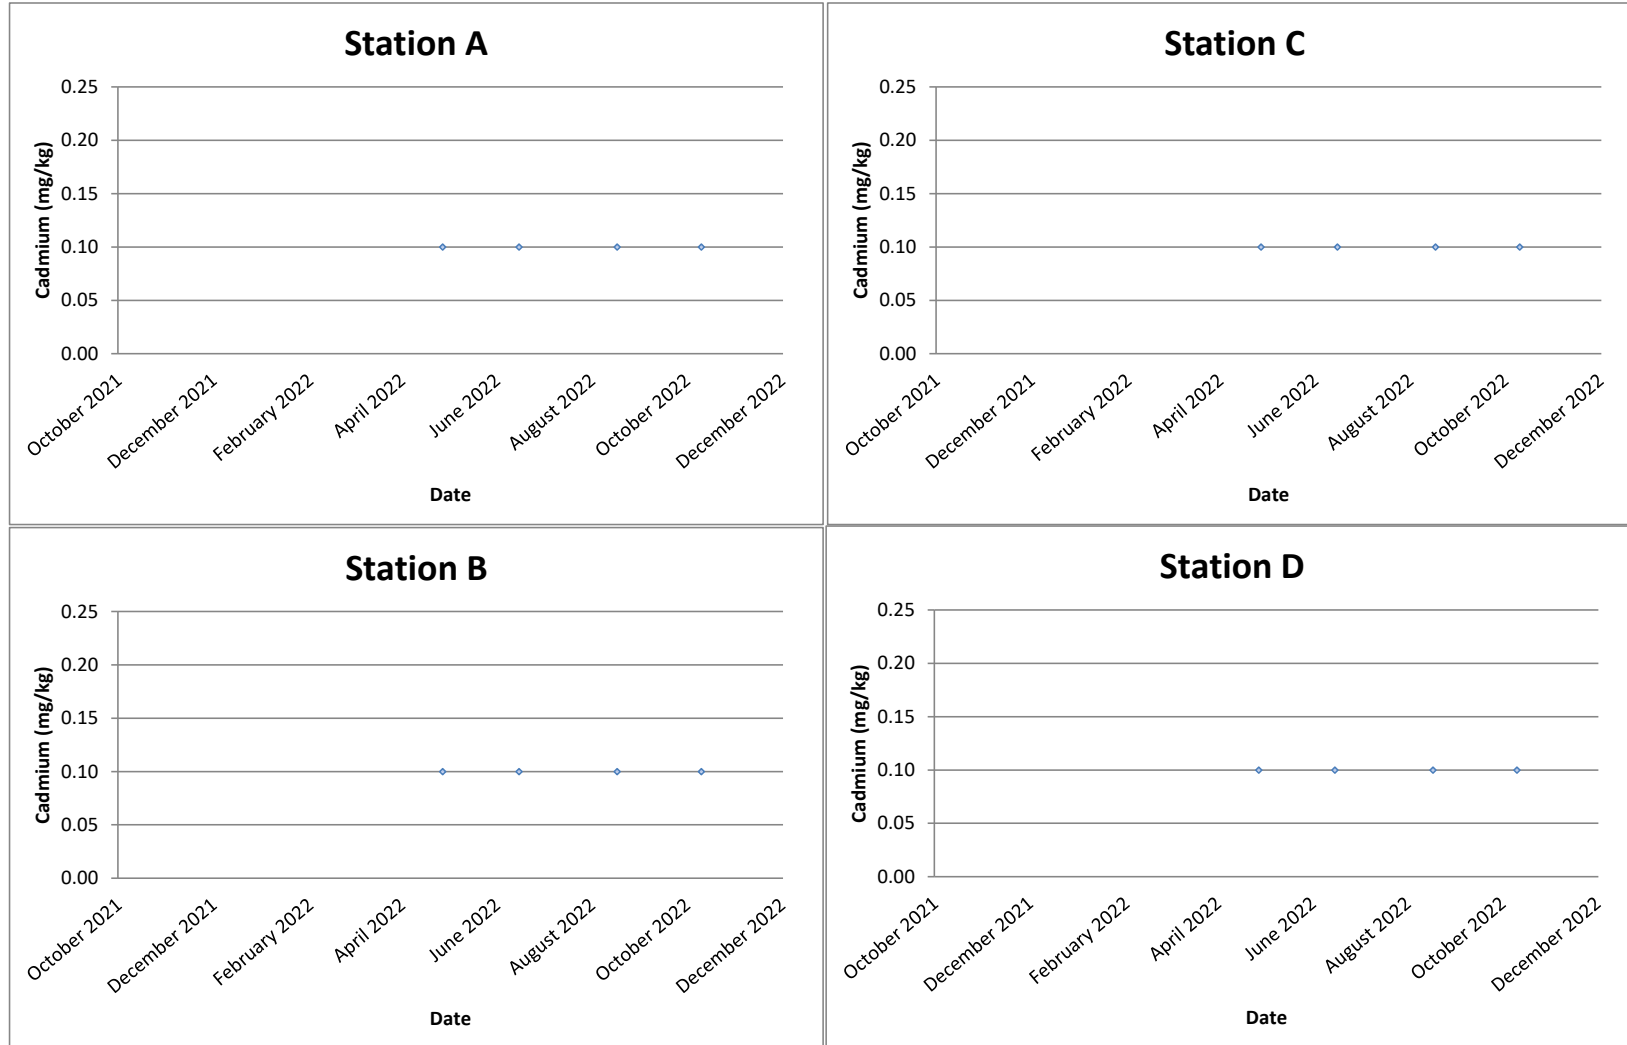 Station A
0.25
0.20
0.15
0.10
0.05
0.00
Cadmium (mg/kg)
October 2021
December 2021
February 2022
April 2022
June 2022
August 2022
October 2022
December 2022
Date
Station C
0.25
0.20
0.15
0.10
0.05
0.00
Cadmium (mg/kg)
October 2021
December 2021
February 2022
April 2022
June 2022
August 2022
October 2022
December 2022
Date
Station B
0.25
0.20
0.15
0.10
0.05
0.00
Cadmium (mg/kg)
October 2021
December 2021
February 2022
April 2022
June 2022
August 2022
October 2022
December 2022
Date
Station D
0.25
0.20
0.15
0.10
0.05
0.00
Cadmium (mg/kg)
October 2021
December 2021
February 2022
April 2022
June 2022
August 2022
October 2022
December 2022
Date